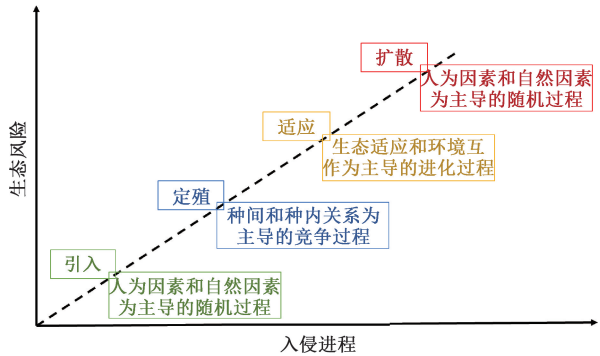 扩散
人为因素和自然因素
为主导的随机过程
适应
生态适应和环境互
作为主导的进化过程
定殖
种间和种内关系为
主导的竞争过程
引入
人为因素和自然因素
为主导的随机过程
生态风险
入侵进程